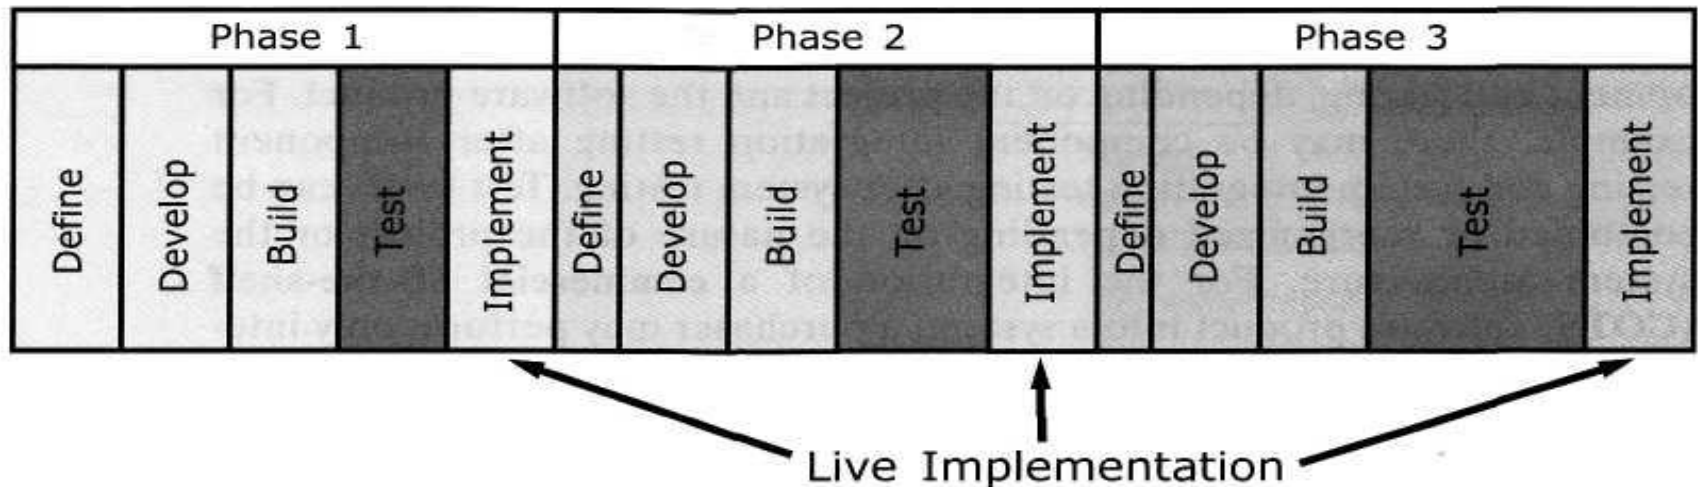 Phase 1
Phase 2
Phase 3
Define
Develop
Build
Test
Implement
Define
Develop
Build
Test
Implement
Define
Develop
Build
Test
Implement
Live Implementation